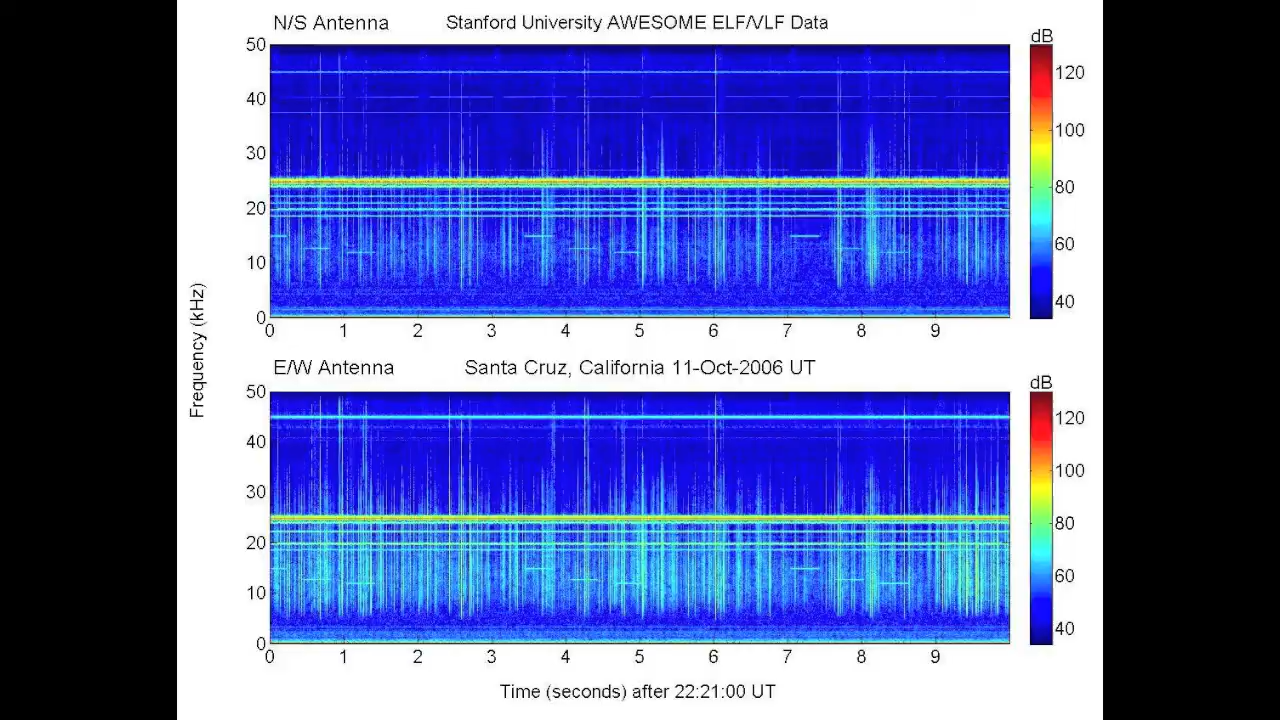 N/S Antenna Stanford University AWESOME ELF/VLF Data
dB
50
40
30
20
10
0
120
100
80
60
40
0 1 2 3 4 5 6 7 8 9
Frequency (kHz)
E/W Antenna Santa Cruz, California 11-Oct-2006 UT
dB
50
40
30
20
10
0
120
100
80
60
40
0 1 2 3 4 5 6 7 8 9
Time (seconds) after 22:21:00 UT